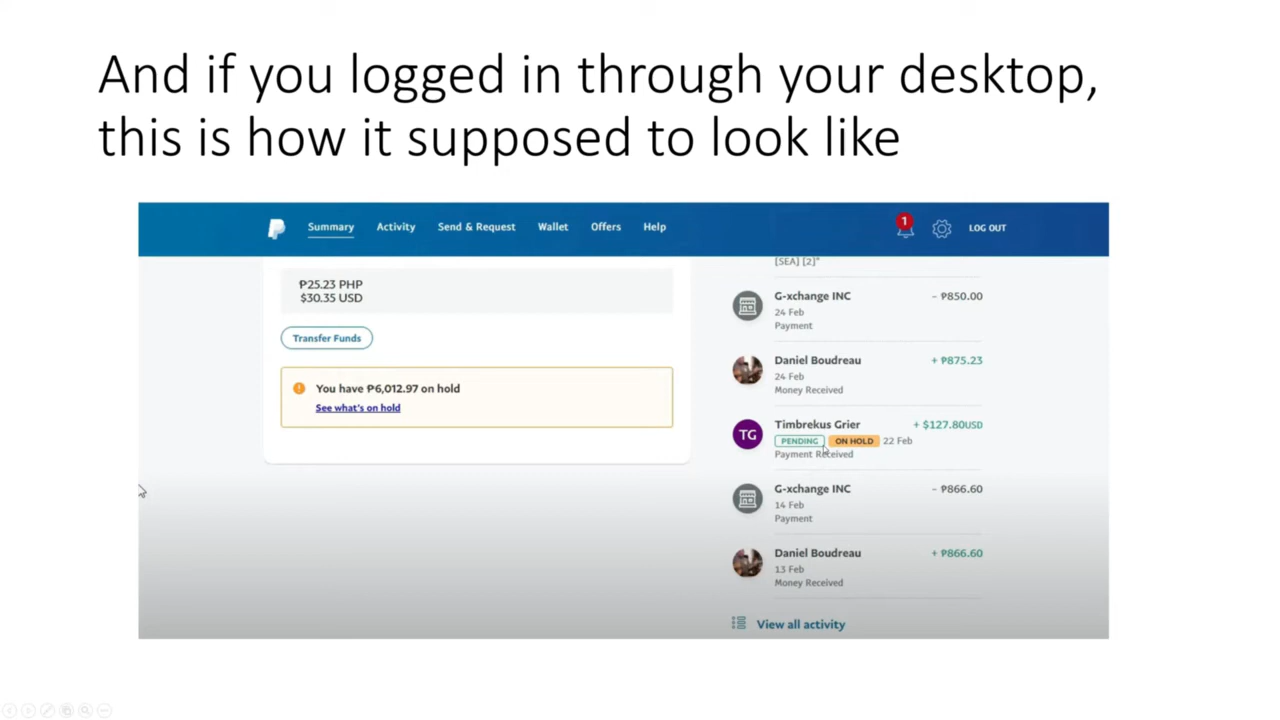 And if you logged in through your desktop,
this is how it supposed to look like
Summary Activity Send & Request Wallet Offers Help 1 LOG OUT
₱25.23 PHP
$30.35 USD
Transfer Funds
You have ₱6,012.97 on hold
See what's on hold
[SEA] [2]"
G-xchange INC - ₱850.00
24 Feb
Payment
Daniel Boudreau + ₱875.23
24 Feb
Money Received
TG Timbrekus Grier + $127.80USD
PENDING ON HOLD 22 Feb
Payment Received
G-xchange INC - ₱866.60
14 Feb
Payment
Daniel Boudreau + ₱866.60
13 Feb
Money Received
View all activity